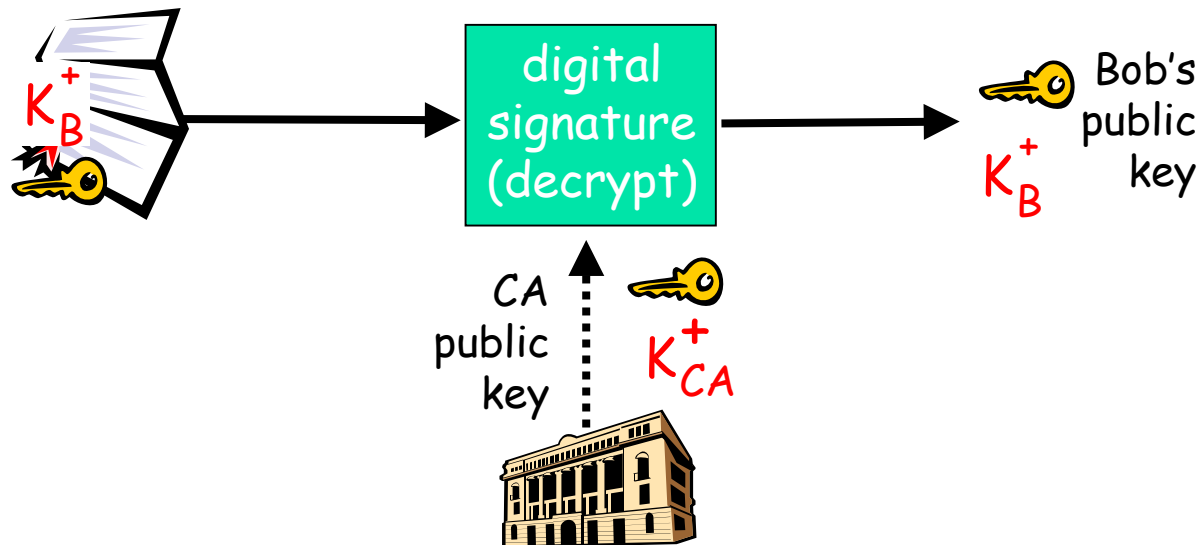 K+B
digital
signature
(decrypt)
Bob's
public
key
K+B
CA
public
key
K+CA